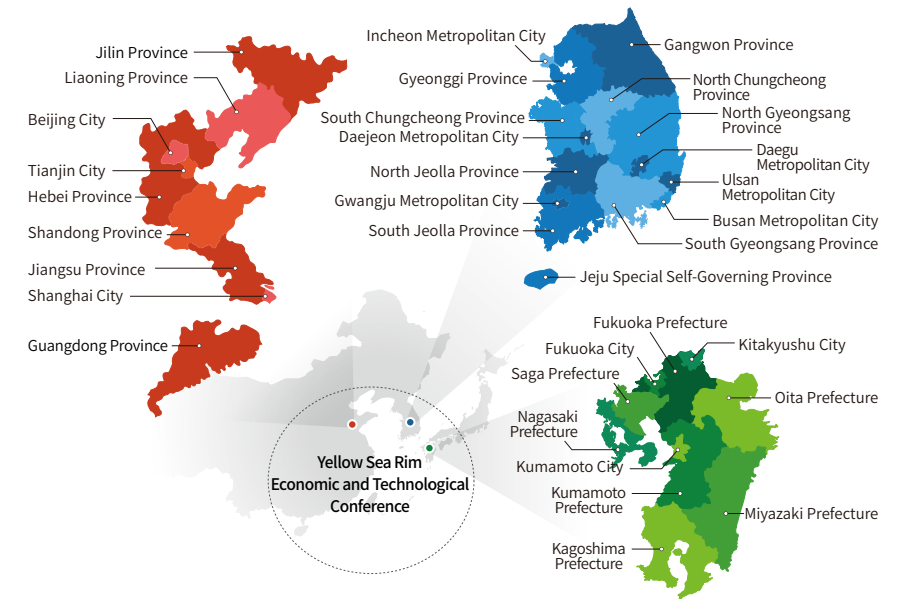 Jilin Province
Liaoning Province
Beijing City
Tianjin City
Hebei Province
Shandong Province
Jiangsu Province
Shanghai City
Guangdong Province
Incheon Metropolitan City
Gyeonggi Province
South Chungcheong Province
Daejeon Metropolitan City
North Jeolla Province
Gwangju Metropolitan City
South Jeolla Province
Gangwon Province
North Chungcheong
Province
North Gyeongsang
Province
Daegu
Metropolitan City
Ulsan
Metropolitan City
Busan Metropolitan City
South Gyeongsang Province
Jeju Special Self-Governing Province
Fukuoka Prefecture
Fukuoka City
Saga Prefecture
Nagasaki
Prefecture
Kumamoto City
Kumamoto
Prefecture
Kagoshima
Prefecture
Kitakyushu City
Oita Prefecture
Miyazaki Prefecture
Yellow Sea Rim
Economic and Technological
Conference